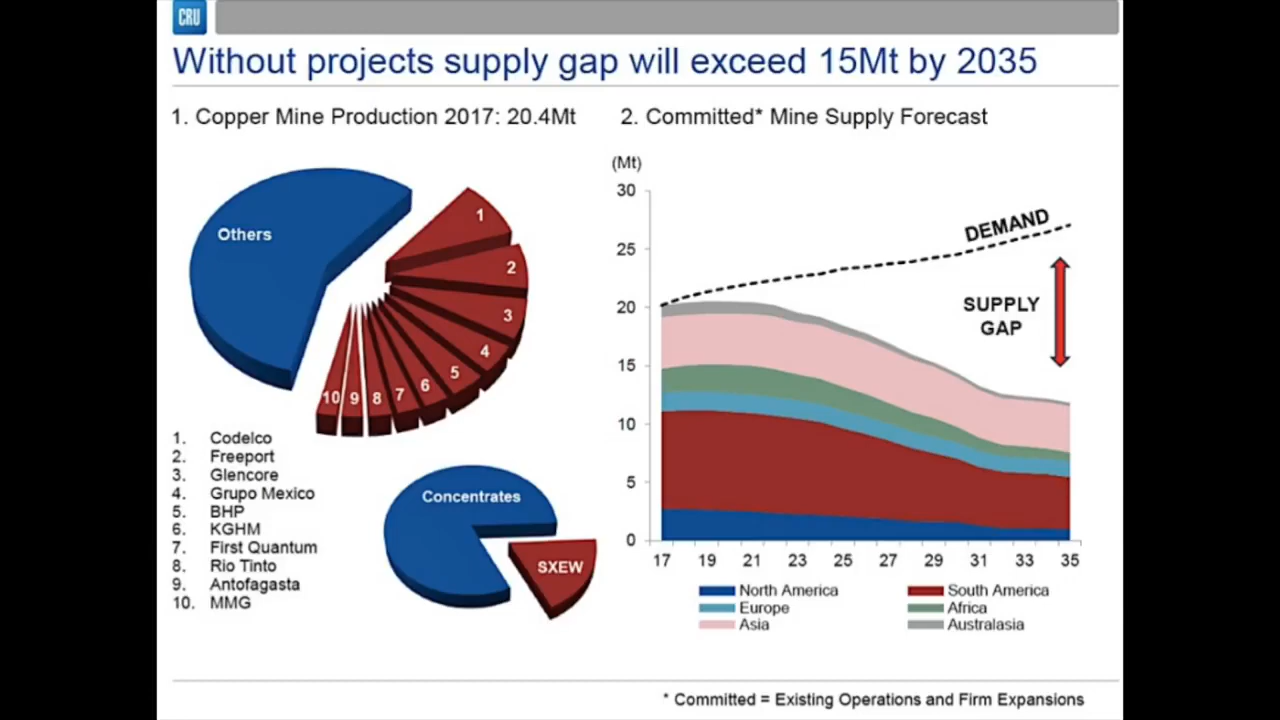 CRU
Without projects supply gap will exceed 15Mt by 2035
1. Copper Mine Production 2017: 20.4Mt
Others
1
2
3
4
5
6
7
8
9
10
1. Codelco
2. Freeport
3. Glencore
4. Grupo Mexico
5. BHP
6. KGHM
7. First Quantum
8. Rio Tinto
9. Antofagasta
10. MMG
Concentrates
SXEW
2. Committed* Mine Supply Forecast
(Mt)
30
25
20
15
10
5
0
DEMAND
SUPPLY
GAP
17 19 21 23 25 27 29 31 33 35
North America South America
Europe Africa
Asia Australasia
* Committed = Existing Operations and Firm Expansions